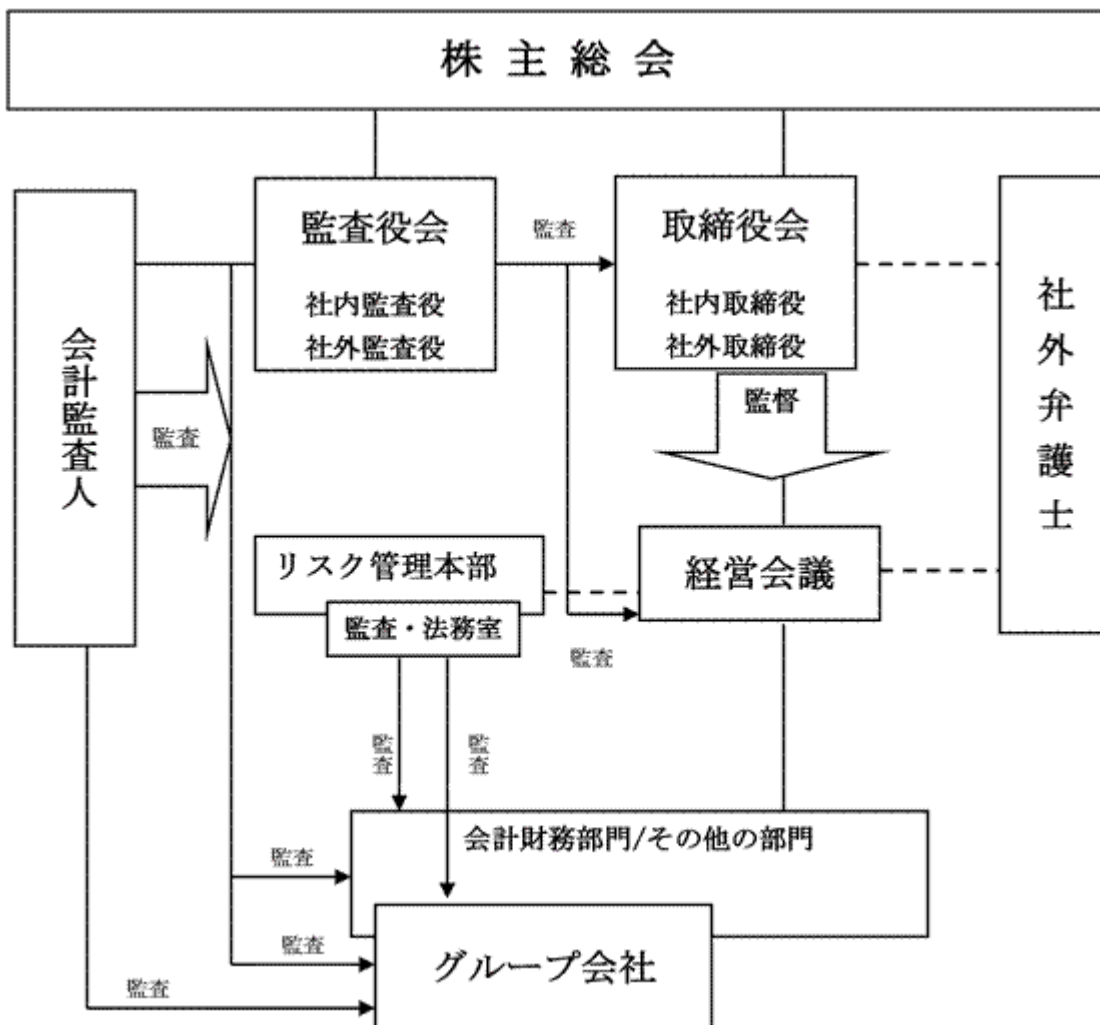 株主総会
監査役会
社内監査役
社外監査役
監査
取締役会
社内取締役
社外取締役
会計監査人
監査
監督
社外弁護士
リスク管理本部
監査・法務室
経営会議
監査
監査
監査
会計財務部門/その他の部門
監査
監査
グループ会社
監査